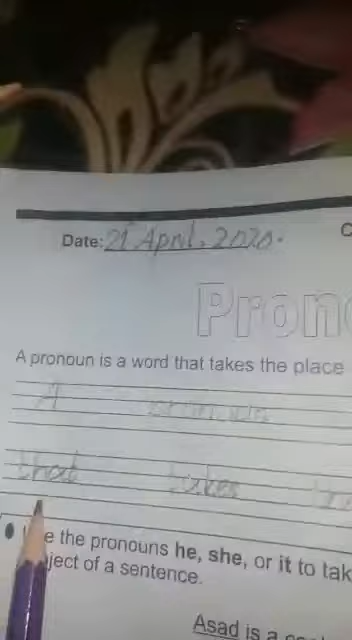 Date: 21 April, 2020.
Pron
A pronoun is a word that takes the place
A pronoun
that takes
the pronouns he, she, or it to tak
ject of a sentence.
Asad is a